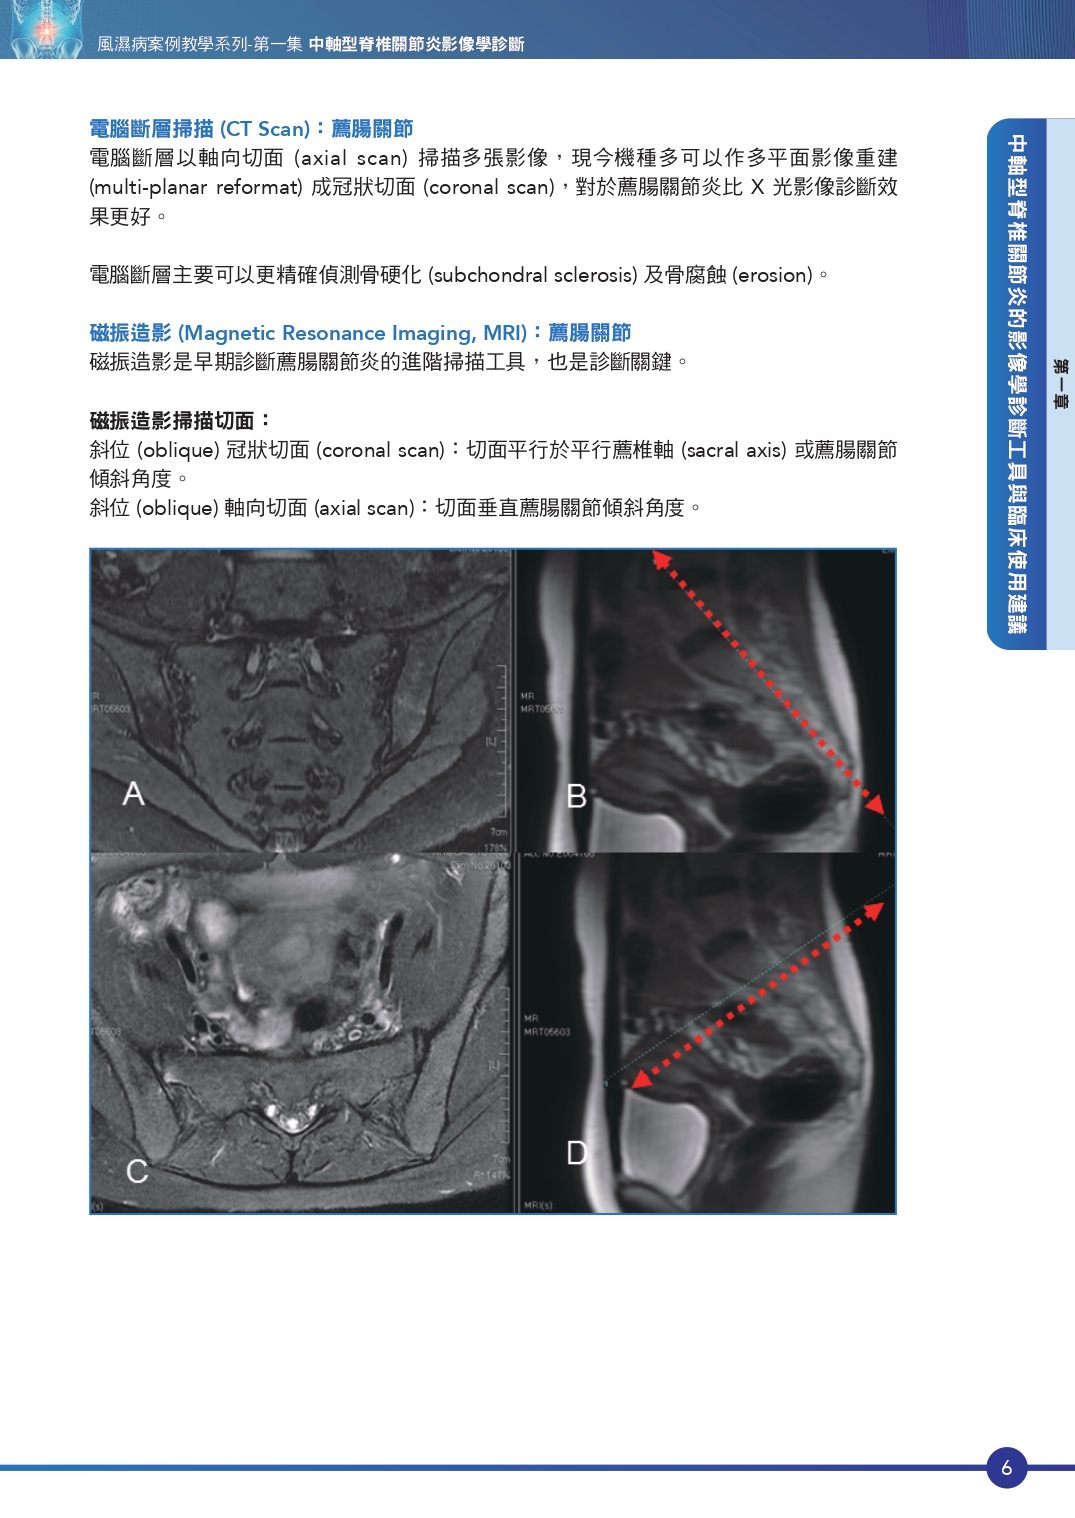 風濕病案例教學系列-第一集 中軸型脊椎關節炎影像學診斷
電腦斷層掃描 (CT Scan)：薦腸關節
電腦斷層以軸向切面 (axial scan) 掃描多張影像，現今機種多可以作多平面影像重建
(multi-planar reformat) 成冠狀切面 (coronal scan)，對於薦腸關節炎比 X 光影像診斷效
果更好。
電腦斷層主要可以更精確偵測骨硬化 (subchondral sclerosis) 及骨腐蝕 (erosion)。
磁振造影 (Magnetic Resonance Imaging, MRI)：薦腸關節
磁振造影是早期診斷薦腸關節炎的進階掃描工具，也是診斷關鍵。
磁振造影掃描切面：
斜位 (oblique) 冠狀切面 (coronal scan)：切面平行於平行薦椎軸 (sacral axis) 或薦腸關節
傾斜角度。
斜位 (oblique) 軸向切面 (axial scan)：切面垂直薦腸關節傾斜角度。
MRT05603
[L]
A
7cm
178%
MR
MRT05603
B
[L]
C
7cm
MR
MRT05603
D
MR(s)
第一章
中軸型脊椎關節炎的影像學診斷工具與臨床使用建議
6